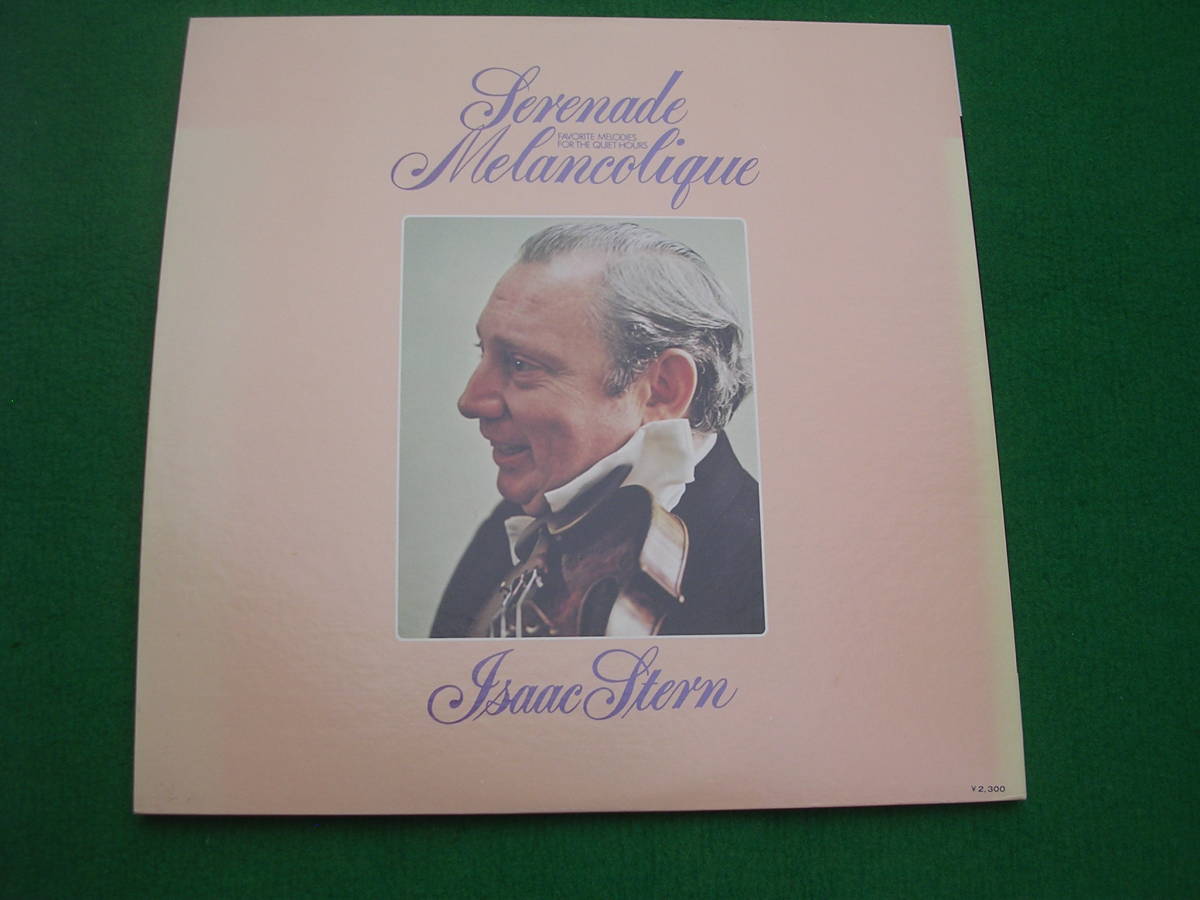 Serenade
FAVORITE MELODIES
FOR THE QUIET HOURS
Melancolique
Isaac Stern
¥2,300